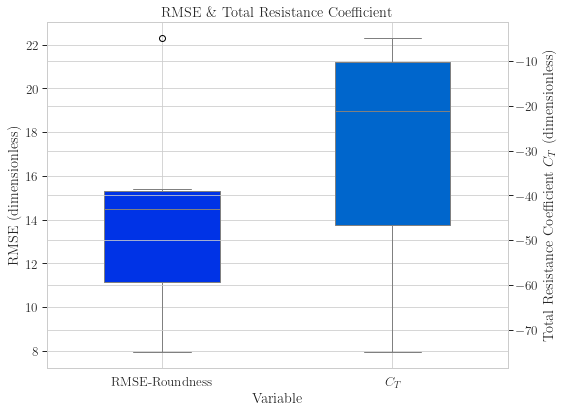 RMSE & Total Resistance Coefficient
22
20
18
16
14
12
10
8
RMSE (dimensionless)
−10
−20
−30
−40
−50
−60
−70
Total Resistance Coefficient C_T (dimensionless)
RMSE-Roundness
C_T
Variable